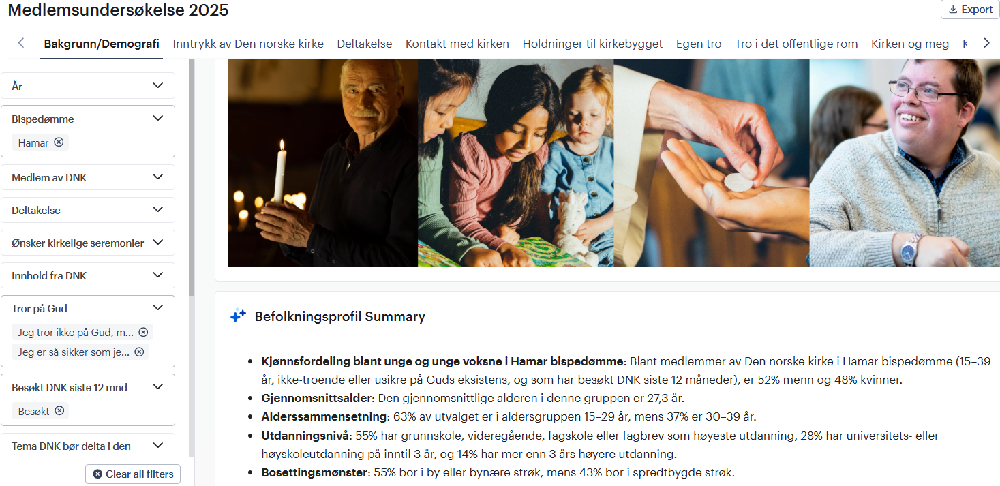 Medlemsundersøkelse 2025
Export
Bakgrunn/Demografi Inntrykk av Den norske kirke Deltakelse Kontakt med kirken Holdninger til kirkebygget Egen tro Tro i det offentlige rom Kirken og meg
År
Bispedømme
Hamar
Medlem av DNK
Deltakelse
Ønsker kirkelige seremonier
Innhold fra DNK
Tror på Gud
Jeg tror ikke på Gud, m...
Jeg er så sikker som je...
Besøkt DNK siste 12 mnd
Besøkt
Tema DNK bør delta i den
Clear all filters
Befolkningsprofil Summary
Kjønnsfordeling blant unge og unge voksne i Hamar bispedømme: Blant medlemmer av Den norske kirke i Hamar bispedømme (15–39
år, ikke-troende eller usikre på Guds eksistens, og som har besøkt DNK siste 12 måneder), er 52% menn og 48% kvinner.
Gjennomsnittsalder: Den gjennomsnittlige alderen i denne gruppen er 27,3 år.
Alderssammensetning: 63% av utvalget er i aldersgruppen 15–29 år, mens 37% er 30–39 år.
Utdanningsnivå: 55% har grunnskole, videregående, fagskole eller fagbrev som høyeste utdanning, 28% har universitets- eller
høyskoleutdanning på inntil 3 år, og 14% har mer enn 3 års høyere utdanning.
Bosettingsmønster: 55% bor i by eller bynære strøk, mens 43% bor i spredtbygde strøk.